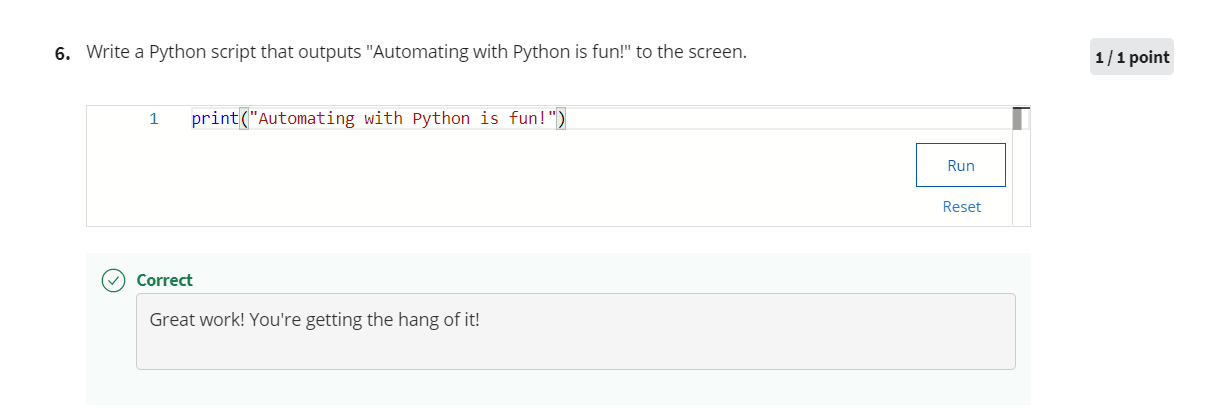 6. Write a Python script that outputs "Automating with Python is fun!" to the screen.
1 / 1 point
1 print("Automating with Python is fun!")
Run
Reset
Correct
Great work! You're getting the hang of it!